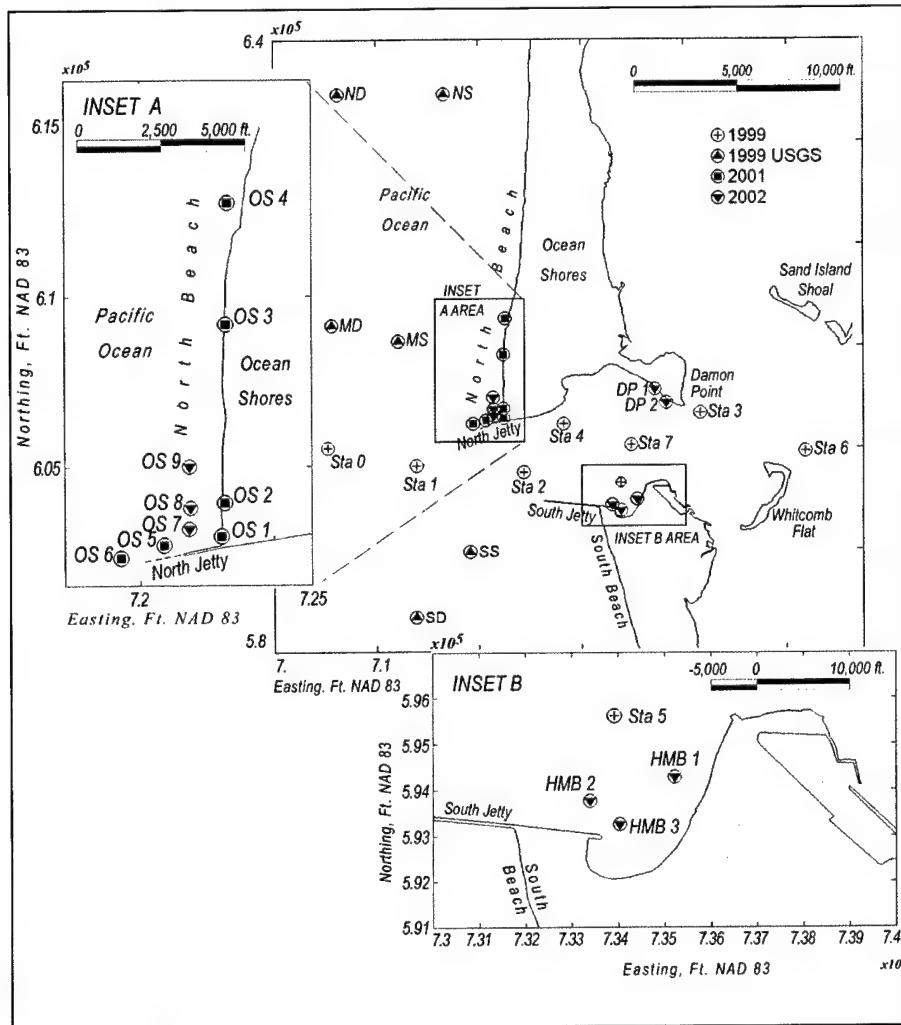 x10⁵
6.4
0 5,000 10,000 ft.
1999
1999 USGS
2001
2002
ND
NS
Pacific
Ocean
North Beach
Ocean
Shores
Sand Island
Shoal
MD
MS
INSET
A AREA
North Jetty
DP 1
DP 2
Damon
Point
Sta 3
Sta 4
Sta 7
Sta 6
Sta 0
Sta 1
Sta 2
South Jetty
INSET B AREA
Whitcomb
Flat
South Beach
SS
SD
5.8
7.
7.1
x10⁵
Easting. Ft. NAD 83
x10⁵
INSET A
0 2,500 5,000 ft.
6.15
6.1
6.05
Northing, Ft. NAD 83
OS 4
North Beach
Pacific
Ocean
OS 3
Ocean
Shores
OS 9
OS 8
OS 7
OS 2
OS 1
OS 5
OS 6
North Jetty
7.2
7.25
Easting. Ft. NAD 83
INSET B
-5,000 0 10,000 ft.
5.96
5.95
5.94
5.93
5.92
5.91
Northing, Ft. NAD 83
Sta 5
HMB 1
HMB 2
HMB 3
South Jetty
South
Beach
7.3 7.31 7.32 7.33 7.34 7.35 7.36 7.37 7.38 7.39 7.4
Easting, Ft. NAD 83
x10